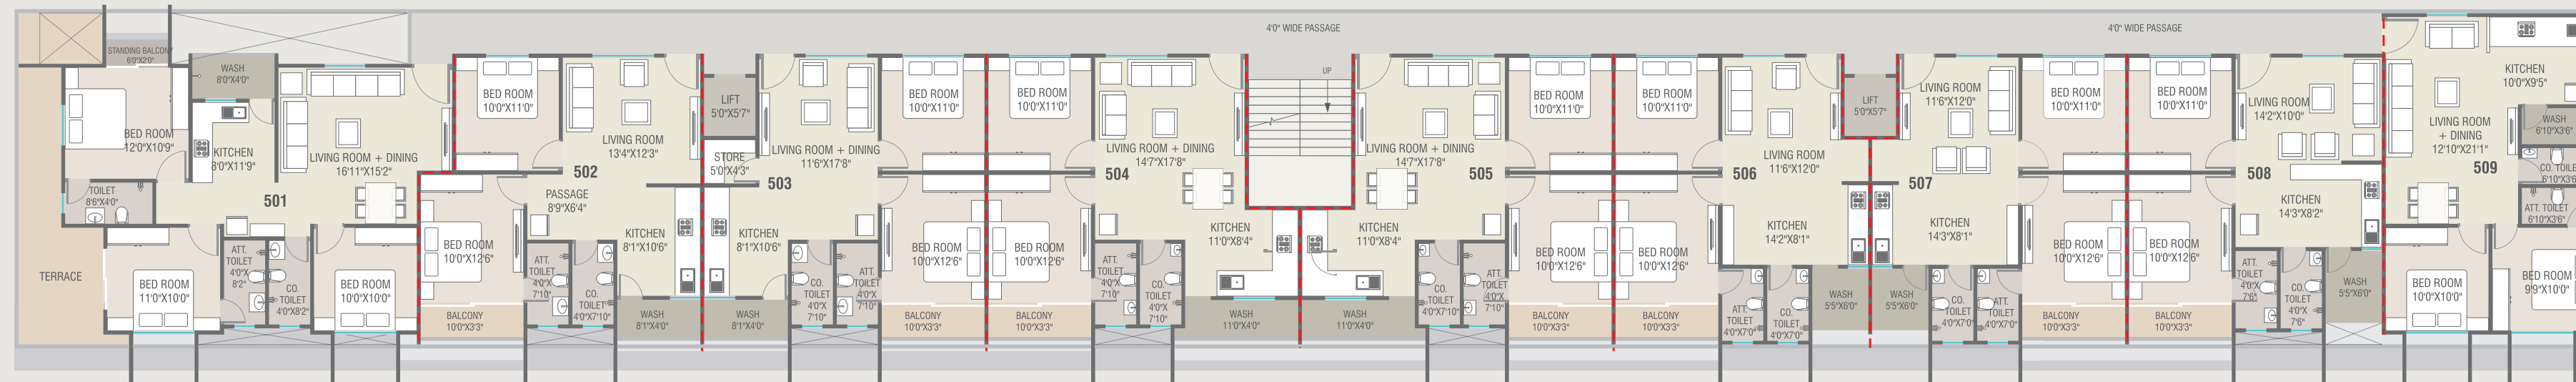 4'0" WIDE PASSAGE
4'0" WIDE PASSAGE
STANDING BALCONY
6'0"X2'0"
WASH
8'0"X4'0"
BED ROOM
12'0"X10'9"
KITCHEN
8'0"X11'9"
LIVING ROOM + DINING
16'11"X15'2"
TOILET
8'6"X4'0"
501
TERRACE
BED ROOM
11'0"X10'0"
ATT.
TOILET
4'0"X
8'2"
CO.
TOILET
4'0"X8'2"
BED ROOM
10'0"X10'0"
BED ROOM
10'0"X11'0"
LIVING ROOM
13'4"X12'3"
502
PASSAGE
8'9"X6'4"
BED ROOM
10'0"X12'6"
BALCONY
10'0"X3'3"
ATT.
TOILET
4'0"X
7'10"
CO.
TOILET
4'0"X7'10"
KITCHEN
8'1"X10'6"
WASH
8'1"X4'0"
LIFT
5'0"X5'7"
STORE
5'0"X4'3"
LIVING ROOM + DINING
11'6"X17'8"
503
KITCHEN
8'1"X10'6"
WASH
8'1"X4'0"
CO.
TOILET
4'0"X
7'10"
ATT.
TOILET
4'0"X
7'10"
BED ROOM
10'0"X11'0"
BED ROOM
10'0"X12'6"
BALCONY
10'0"X3'3"
BED ROOM
10'0"X11'0"
BED ROOM
10'0"X12'6"
BALCONY
10'0"X3'3"
LIVING ROOM + DINING
14'7"X17'8"
504
ATT.
TOILET
4'0"X
7'10"
CO.
TOILET
4'0"X
7'10"
KITCHEN
11'0"X8'4"
WASH
11'0"X4'0"
UP
LIVING ROOM + DINING
14'7"X17'8"
505
KITCHEN
11'0"X8'4"
WASH
11'0"X4'0"
CO.
TOILET
4'0"X7'10"
ATT.
TOILET
4'0"X
7'10"
BED ROOM
10'0"X11'0"
BED ROOM
10'0"X12'6"
BALCONY
10'0"X3'3"
BED ROOM
10'0"X11'0"
BED ROOM
10'0"X12'6"
BALCONY
10'0"X3'3"
506
LIVING ROOM
11'6"X12'0"
KITCHEN
14'2"X8'1"
ATT.
TOILET
4'0"X7'0"
CO.
TOILET
4'0"X7'0"
WASH
5'5"X6'0"
LIFT
5'0"X5'7"
LIVING ROOM
11'6"X12'0"
507
KITCHEN
14'3"X8'1"
WASH
5'5"X6'0"
CO.
TOILET
4'0"X7'0"
ATT.
TOILET
4'0"X7'0"
BED ROOM
10'0"X11'0"
BED ROOM
10'0"X12'6"
BALCONY
10'0"X3'3"
BED ROOM
10'0"X11'0"
BED ROOM
10'0"X12'6"
BALCONY
10'0"X3'3"
LIVING ROOM
14'2"X10'0"
508
KITCHEN
14'3"X8'2"
ATT.
TOILET
4'0"X
7'6"
CO.
TOILET
4'0"X
7'6"
WASH
5'5"X6'0"
KITCHEN
10'0"X9'5"
LIVING ROOM
+ DINING
12'10"X21'1"
509
WASH
6'10"X3'6"
CO. TOILE
6'10"X3'6
ATT. TOILET
6'10"X3'6"
BED ROOM
10'0"X10'0"
BED ROOM
9'9"X10'0"